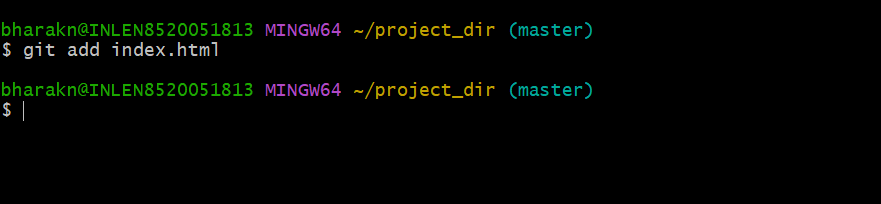 bharakn@INLEN8520051813 MINGW64 ~/project_dir (master)
$ git add index.html
bharakn@INLEN8520051813 MINGW64 ~/project_dir (master)
$